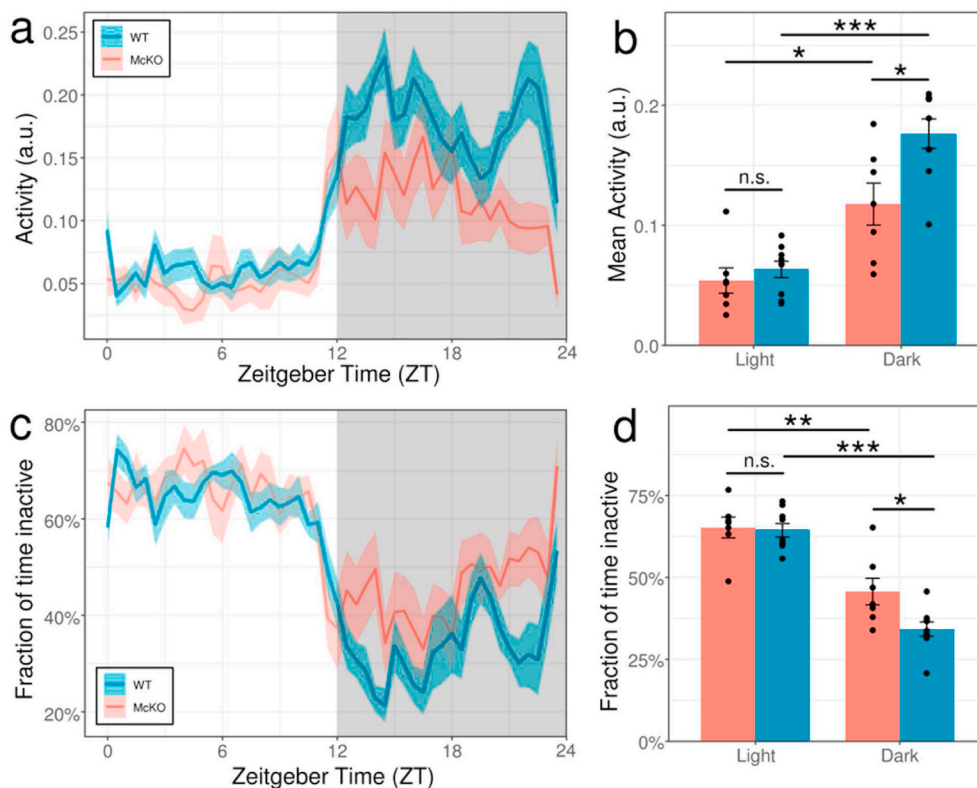 a
0.25
0.20
0.15
0.10
0.05
Activity (a.u.)
WT
McKO
0
6
12
18
24
Zeitgeber Time (ZT)
b
***
*
*
n.s.
0.2
0.1
0.0
Mean Activity (a.u.)
Light
Dark
c
80%
60%
40%
20%
Fraction of time inactive
WT
McKO
0
6
12
18
24
Zeitgeber Time (ZT)
d
**
***
n.s.
*
75%
50%
25%
0%
Fraction of time inactive
Light
Dark